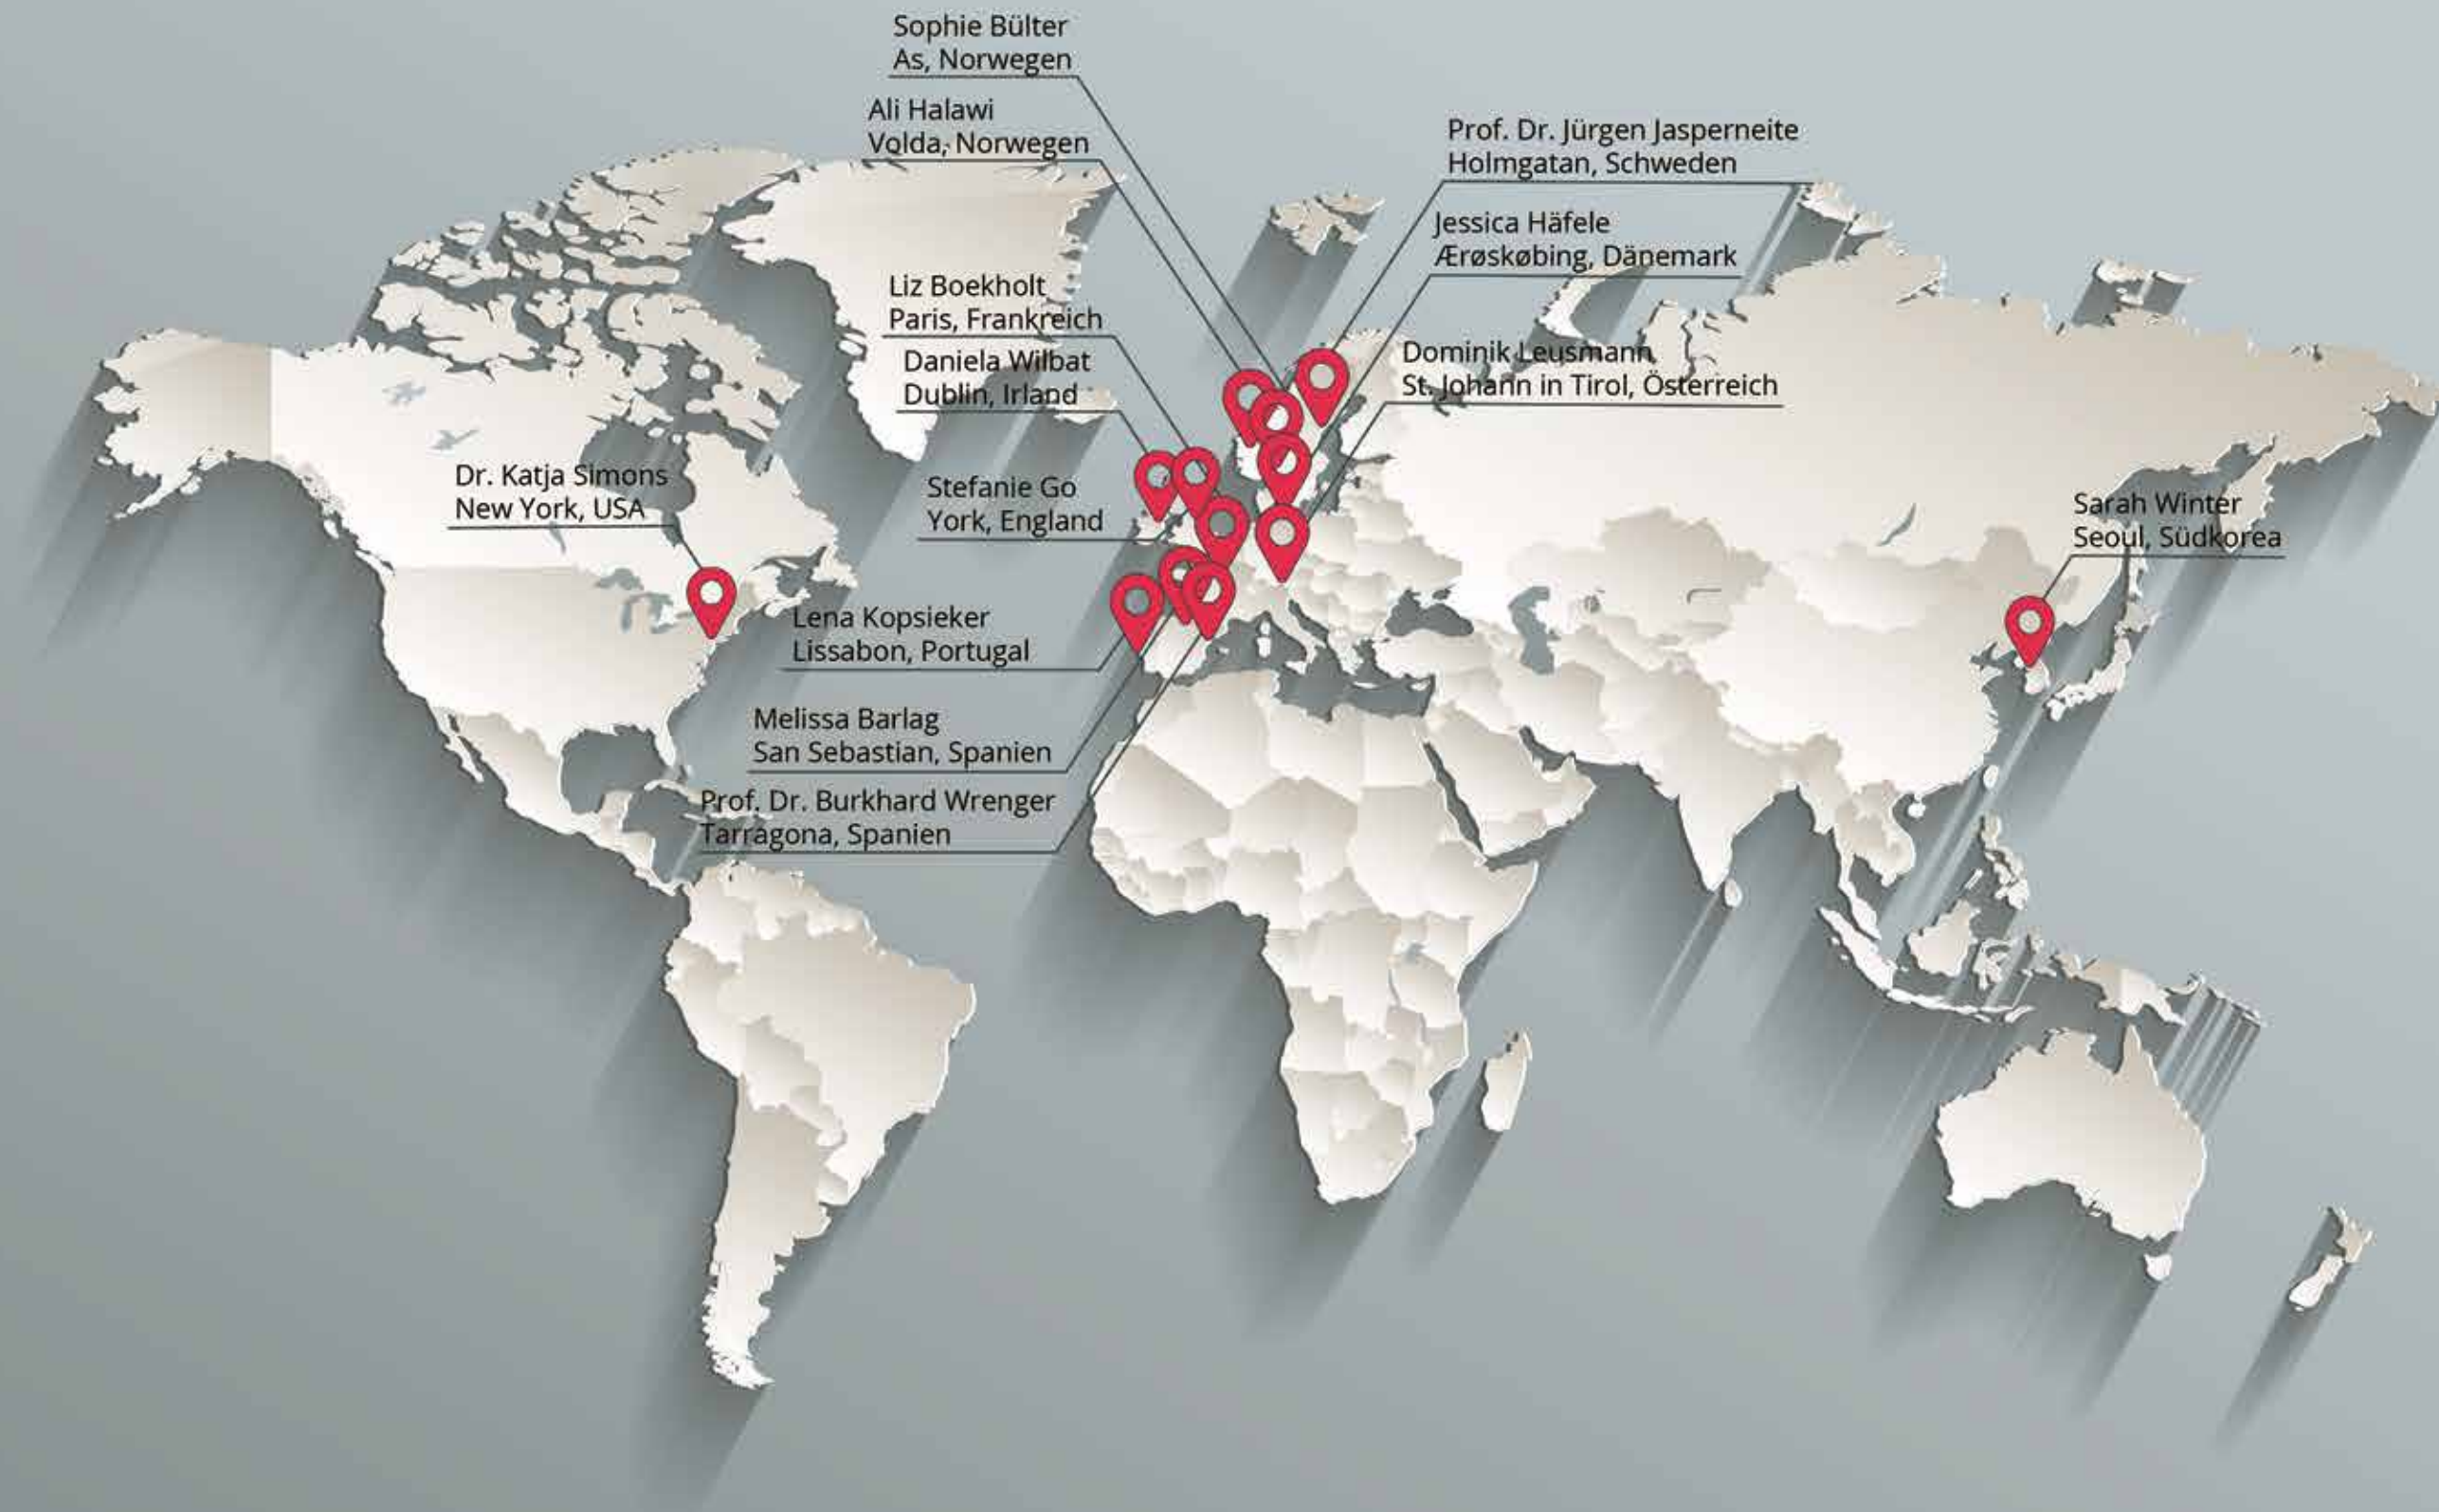 Sophie Bülter
As, Norwegen
Ali Halawi
Volda, Norwegen
Prof. Dr. Jürgen Jasperneite
Holmgatan, Schweden
Jessica Häfele
Ærøskøbing, Dänemark
Liz Boekholt
Paris, Frankreich
Daniela Wilbat
Dublin, Irland
Dominik Leusmann
St. Johann in Tirol, Österreich
Dr. Katja Simons
New York, USA
Stefanie Go
York, England
Sarah Winter
Seoul, Südkorea
Lena Kopsieker
Lissabon, Portugal
Melissa Barlag
San Sebastian, Spanien
Prof. Dr. Burkhard Wrenger
Tarragona, Spanien